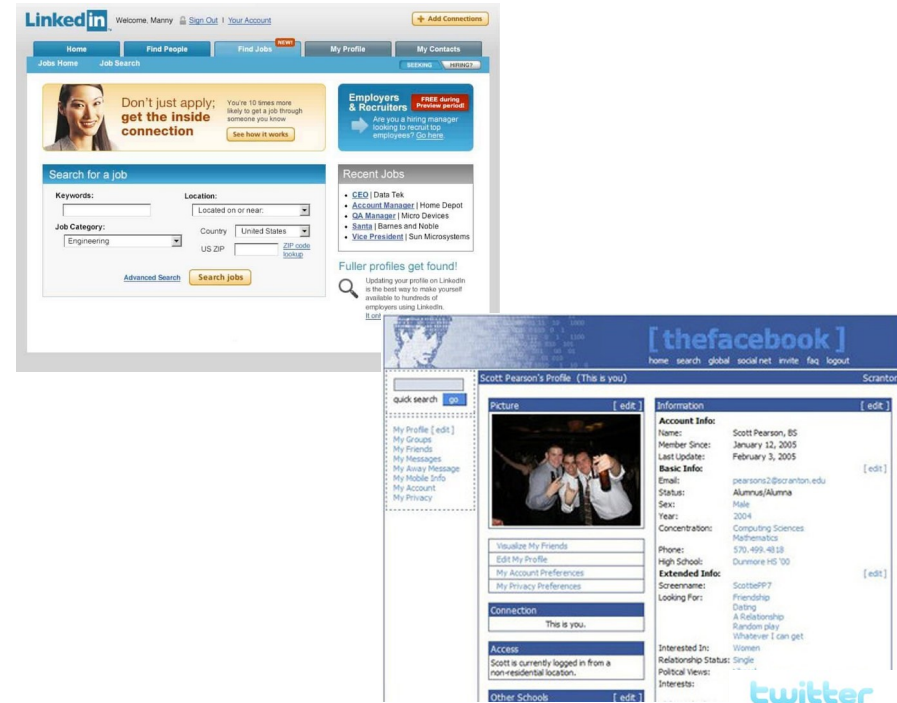 Linked in Welcome, Manny Sign Out | Your Account + Add Connections
Home Find People Find Jobs NEW! My Profile My Contacts
Jobs Home Job Search SEEKING HIRING?
Don't just apply;
get the inside
connection
You're 10 times more
likely to get a job through
someone you know
See how it works
Employers
& Recruiters
FREE during
Preview period!
Are you a hiring manager
looking to recruit top
employees? Go here.
Search for a job
Keywords:
Location:
Located on or near:
Job Category:
Engineering
Country United States
US ZIP ZIP code
lookup
Advanced Search Search jobs
Recent Jobs
• CEO | Data Tek
• Account Manager | Home Depot
• QA Manager | Micro Devices
• Santa | Barnes and Noble
• Vice President | Sun Microsystems
Fuller profiles get found!
Updating your profile on LinkedIn
is the best way to make yourself
available to hundreds of
employers using LinkedIn.
[ thefacebook ]
home search global social net invite faq logout
Scott Pearson's Profile (This is you) Scranton
quick search go
My Profile [ edit ]
My Groups
My Friends
My Messages
My Away Message
My Mobile Info
My Account
My Privacy
Picture [ edit ]
Visualize My Friends
Edit My Profile
My Account Preferences
My Privacy Preferences
Connection
This is you.
Access
Scott is currently logged in from a
non-residential location.
Other Schools [ edit ]
Information [ edit ]
Account Info:
Name: Scott Pearson, BS
Member Since: January 12, 2005
Last Update: February 3, 2005
Basic Info: [ edit ]
Email: pearsons2@scranton.edu
Status: Alumnus/Alumna
Sex: Male
Year: 2004
Concentration: Computing Sciences
Mathematics
Phone: 570.499.4818
High School: Dunmore HS '00
Extended Info: [ edit ]
Screenname: ScottiePP7
Looking For: Friendship
Dating
A Relationship
Random play
Whatever I can get
Interested In: Women
Relationship Status: Single
Political Views:
Interests:
twitter